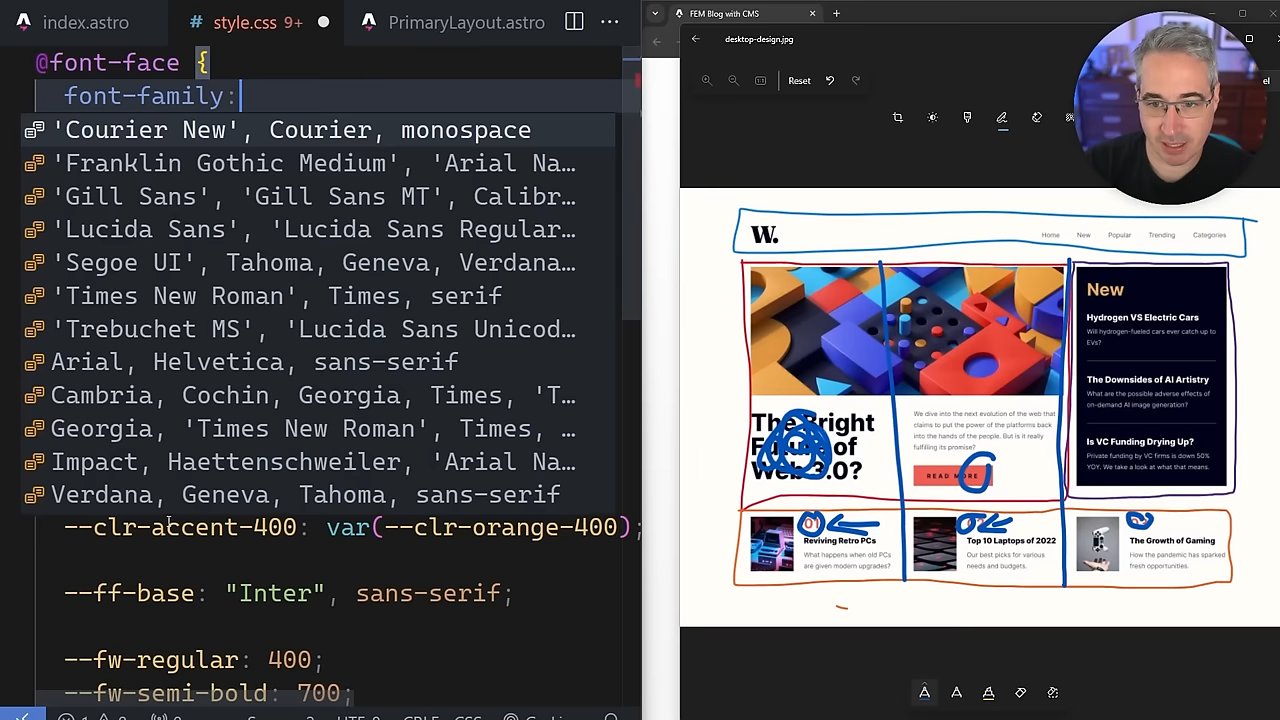 index.astro
# style.css 9+
PrimaryLayout.astro
@font-face {
font-family:
'Courier New', Courier, monospace
'Franklin Gothic Medium', 'Arial Na…
'Gill Sans', 'Gill Sans MT', Calibr…
'Lucida Sans', 'Lucida Sans Regular…
'Segoe UI', Tahoma, Geneva, Verdana…
'Times New Roman', Times, serif
'Trebuchet MS', 'Lucida Sans Unicod…
Arial, Helvetica, sans-serif
Cambria, Cochin, Georgia, Times, 'T…
Georgia, 'Times New Roman', Times, …
Impact, Haettenschweiler, 'Arial Na…
Verdana, Geneva, Tahoma, sans-serif
--clr-accent-400: var(--clr-orange-400);
--ff-base: "Inter", sans-serif;
--fw-regular: 400;
--fw-semi-bold: 700;
FEM Blog with CMS
desktop-design.jpg
Reset
W.
Home New Popular Trending Categories
The Bright
Future of
Web 3.0?
We dive into the next evolution of the web that
claims to put the power of the platforms back
into the hands of the people. But is it really
fulfilling its promise?
READ MORE
New
Hydrogen VS Electric Cars
Will hydrogen-fueled cars ever catch up to
EVs?
The Downsides of AI Artistry
What are the possible adverse effects of
on-demand AI image generation?
Is VC Funding Drying Up?
Private funding by VC firms is down 50%
YOY. We take a look at what that means.
01
Reviving Retro PCs
What happens when old PCs
are given modern upgrades?
Top 10 Laptops of 2022
Our best picks for various
needs and budgets.
The Growth of Gaming
How the pandemic has sparked
fresh opportunities.